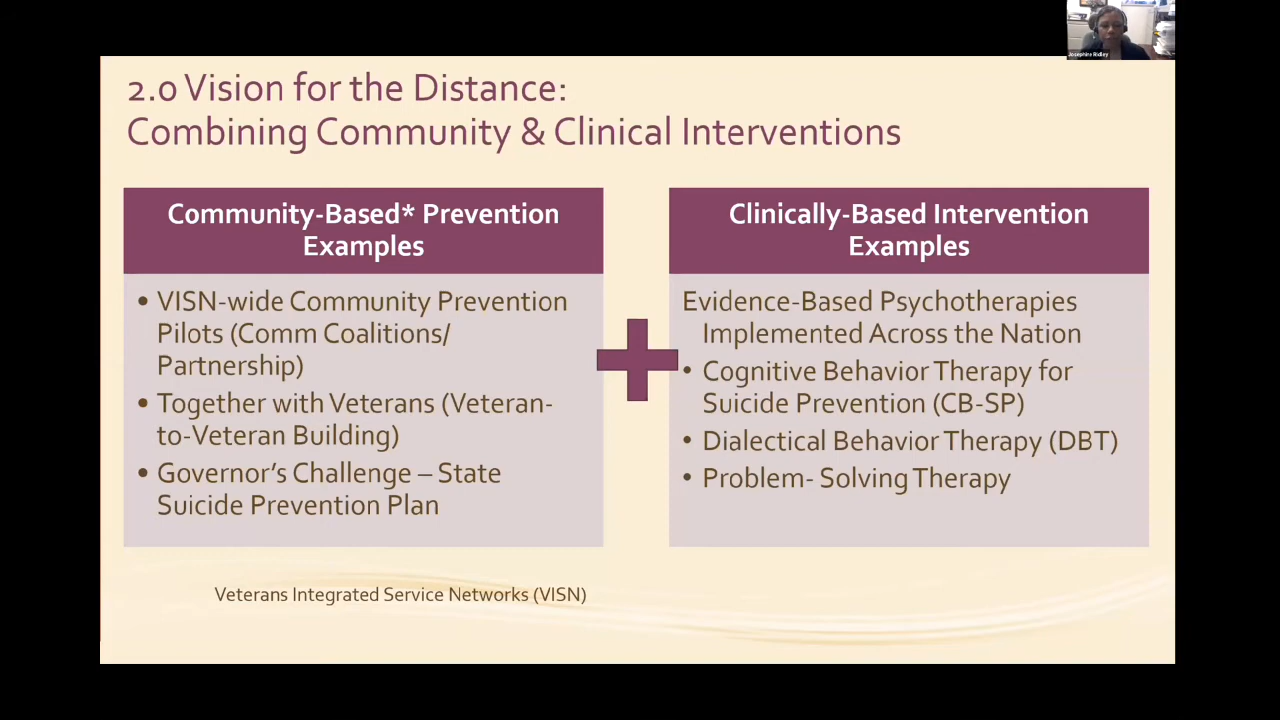 Josephine Ridley
2.0 Vision for the Distance:
Combining Community & Clinical Interventions
Community-Based* Prevention
Examples
• VISN-wide Community Prevention
Pilots (Comm Coalitions/
Partnership)
• Together with Veterans (Veteran-
to-Veteran Building)
• Governor's Challenge – State
Suicide Prevention Plan
Clinically-Based Intervention
Examples
Evidence-Based Psychotherapies
Implemented Across the Nation
• Cognitive Behavior Therapy for
Suicide Prevention (CB-SP)
• Dialectical Behavior Therapy (DBT)
• Problem- Solving Therapy
Veterans Integrated Service Networks (VISN)